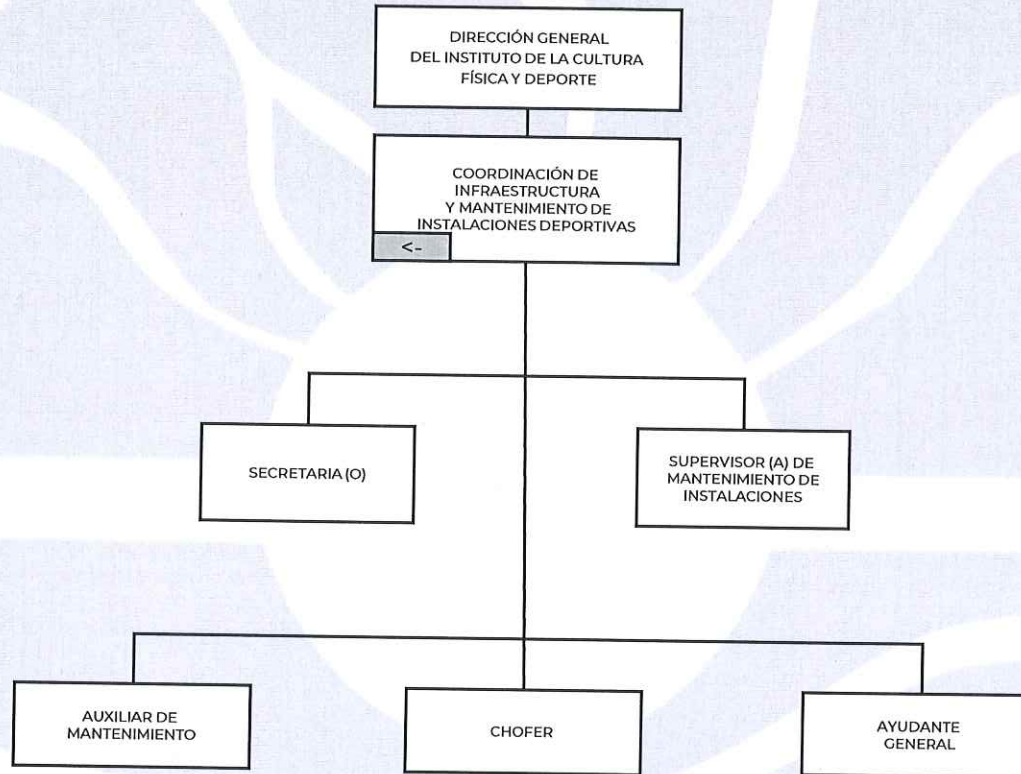 DIRECCIÓN GENERAL
DEL INSTITUTO DE LA CULTURA
FÍSICA Y DEPORTE
COORDINACIÓN DE
INFRAESTRUCTURA
Y MANTENIMIENTO DE
INSTALACIONES DEPORTIVAS
<-
SECRETARIA (O)
SUPERVISOR (A) DE
MANTENIMIENTO DE
INSTALACIONES
AUXILIAR DE
MANTENIMIENTO
CHOFER
AYUDANTE
GENERAL